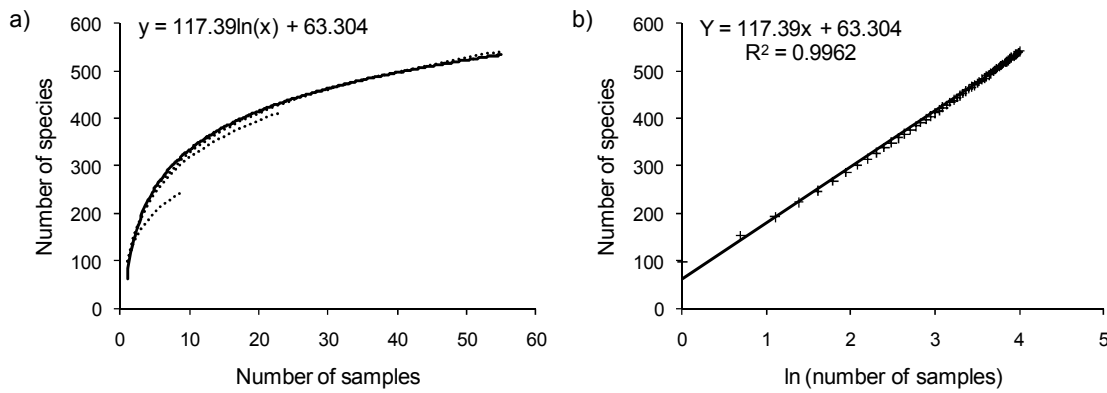 a)
y = 117.39ln(x) + 63.304
600
500
400
300
200
100
0
Number of species
0 10 20 30 40 50 60
Number of samples
b)
Y = 117.39x + 63.304
R² = 0.9962
600
500
400
300
200
100
0
Number of species
0 1 2 3 4 5
ln (number of samples)